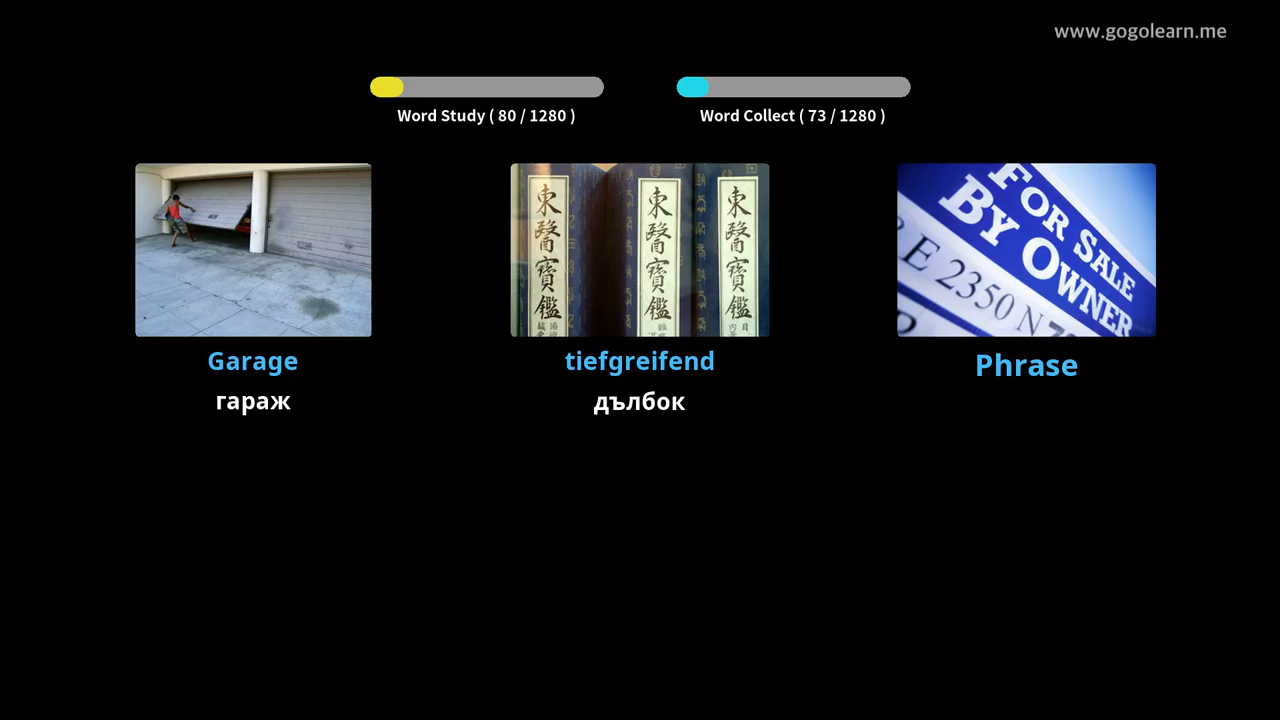 www.gogolearn.me
Word Study ( 80 / 1280 )
Word Collect ( 73 / 1280 )
東醫寶鑑
東醫寶鑑
東醫寶鑑
FOR SALE
BY OWNER
E 2350 N
Garage
tiefgreifend
Phrase
гараж
дълбок